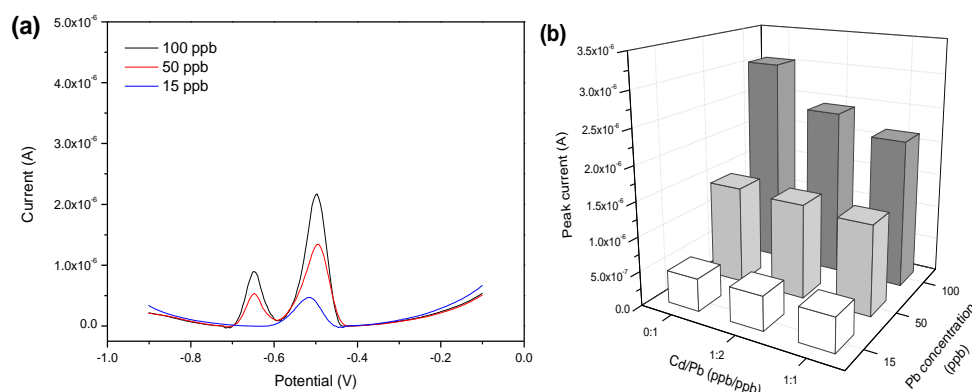 (a)
5.0x10⁻⁶
4.0x10⁻⁶
3.0x10⁻⁶
2.0x10⁻⁶
1.0x10⁻⁶
0.0
Current (A)
100 ppb
50 ppb
15 ppb
-1.0 -0.8 -0.6 -0.4 -0.2 0.0
Potential (V)
(b)
3.5x10⁻⁶
3.0x10⁻⁶
2.5x10⁻⁶
2.0x10⁻⁶
1.5x10⁻⁶
1.0x10⁻⁶
5.0x10⁻⁷
0.0
Peak current (A)
0:1
1:2
1:1
Cd/Pb (ppb/ppb)
15
50
100
Pb concentration
(ppb)